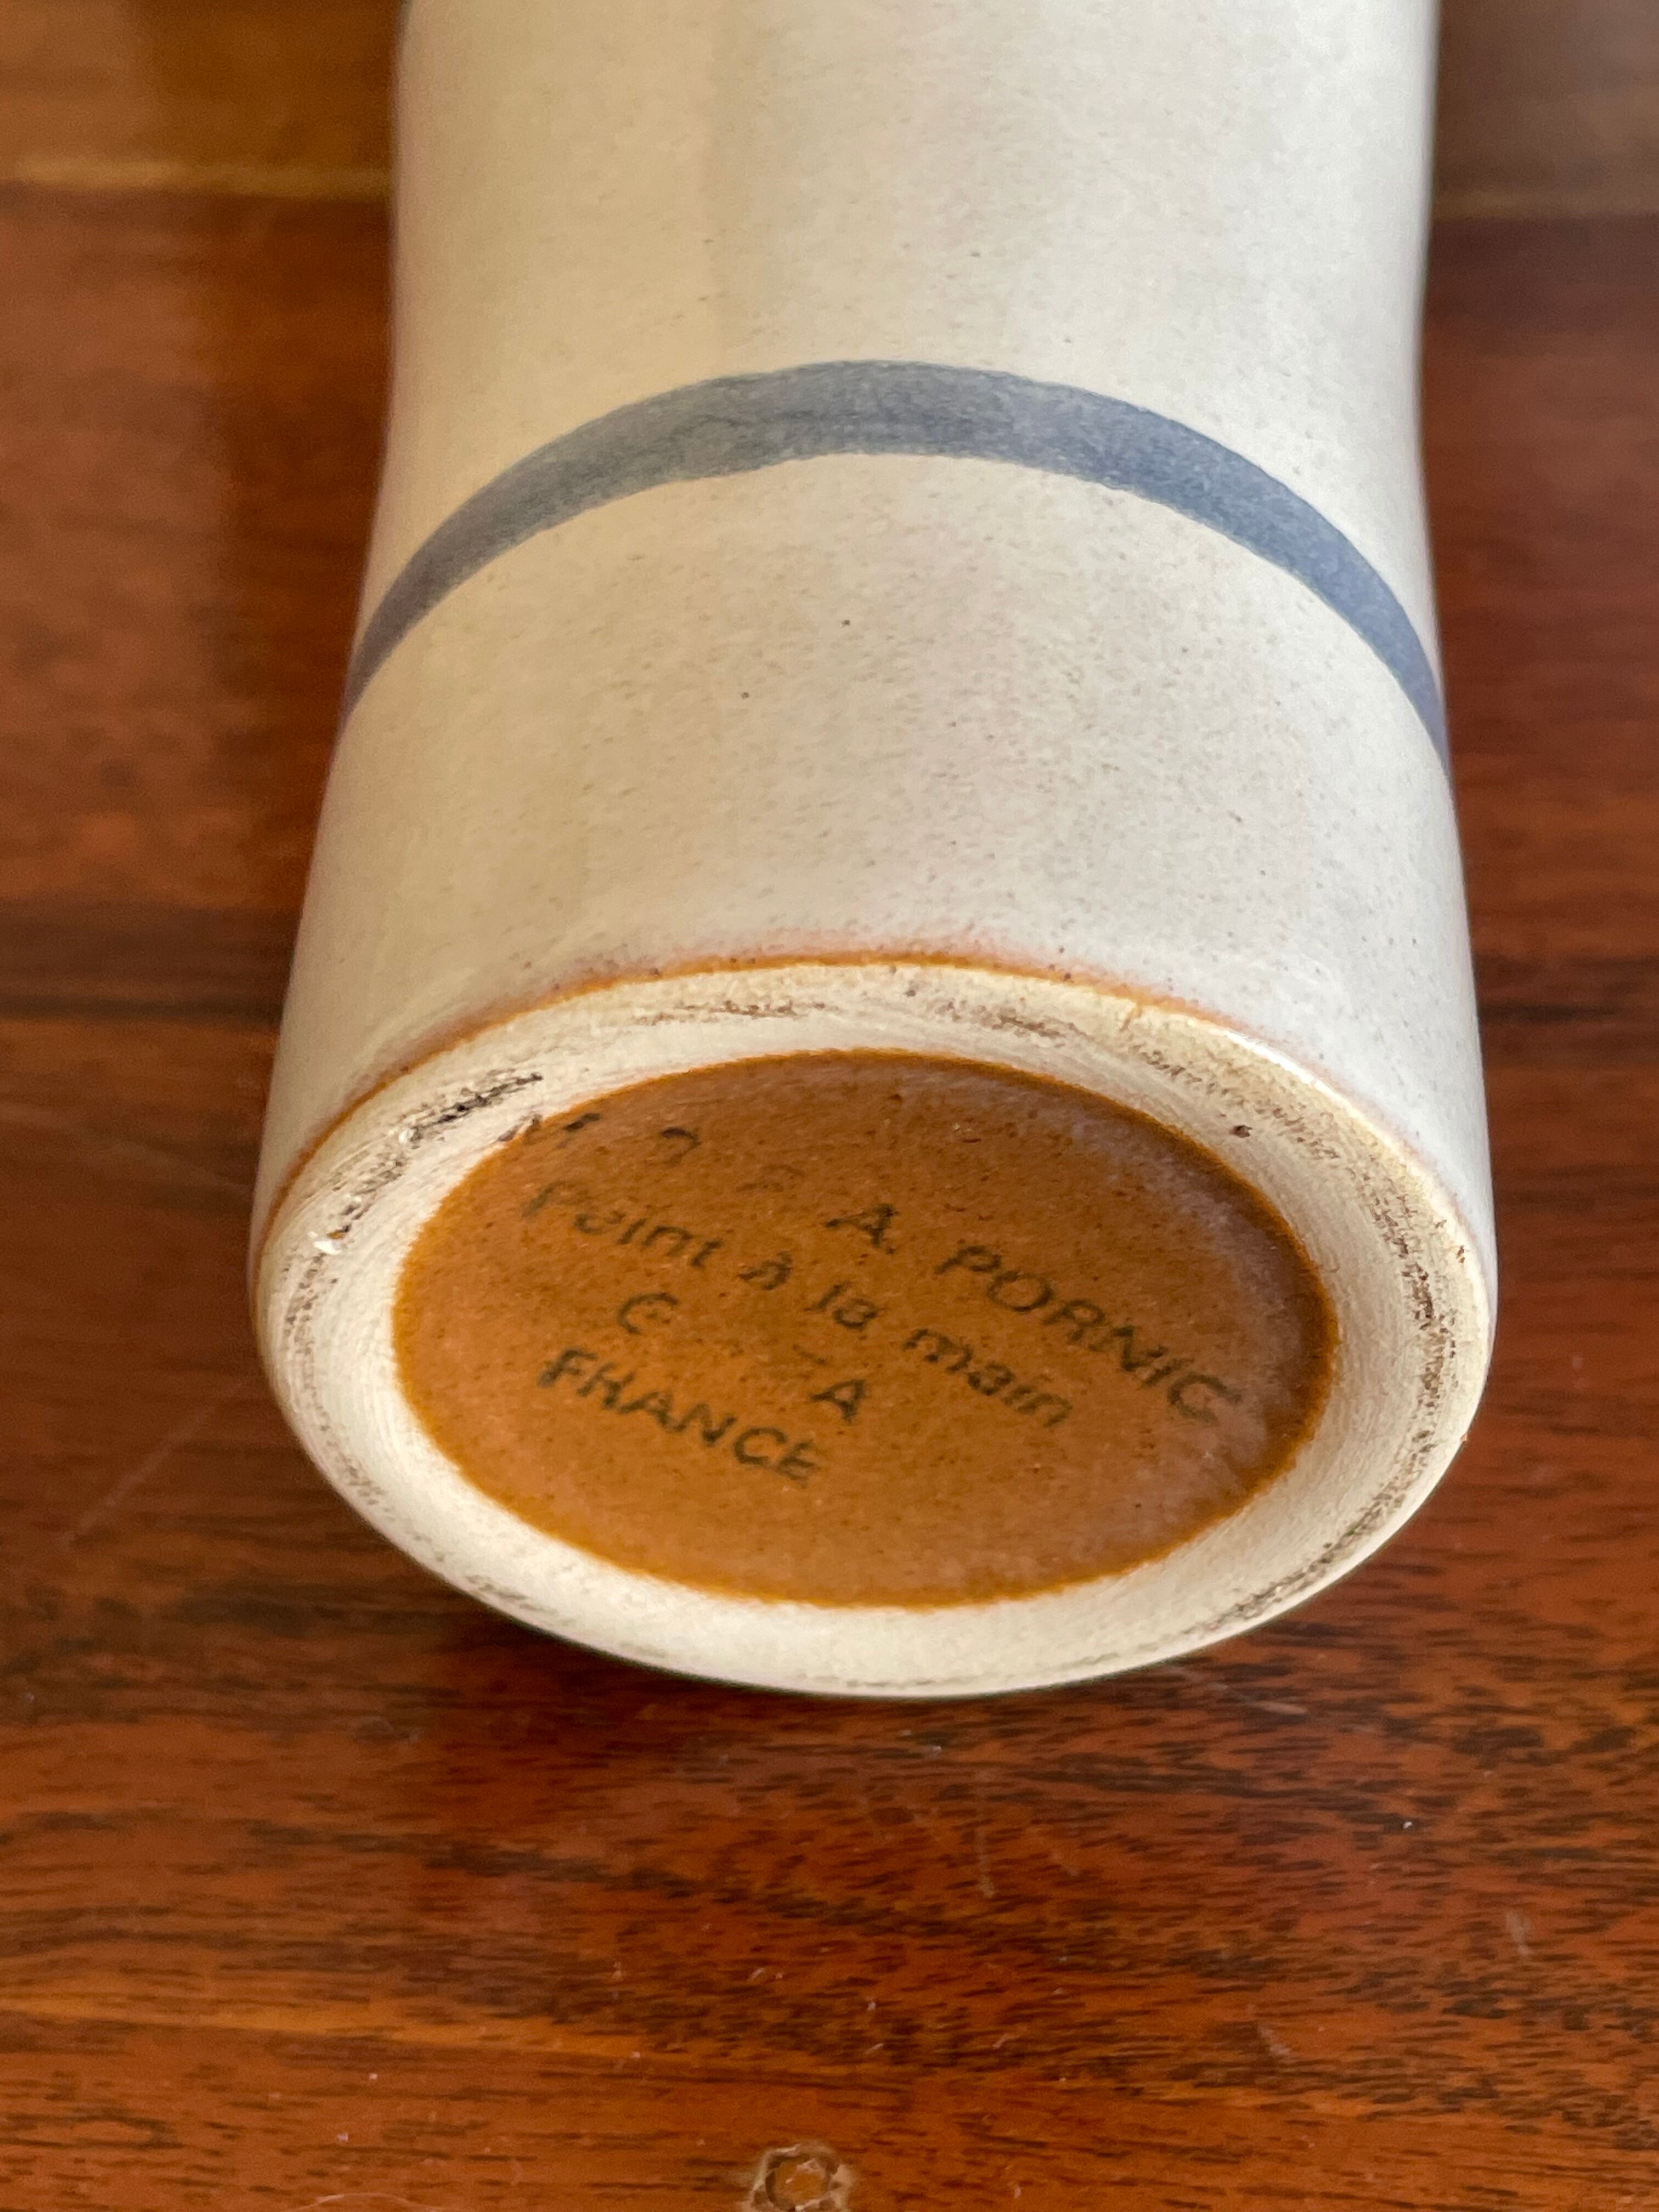 A. PORNIC
Peint à la main
FRANCE